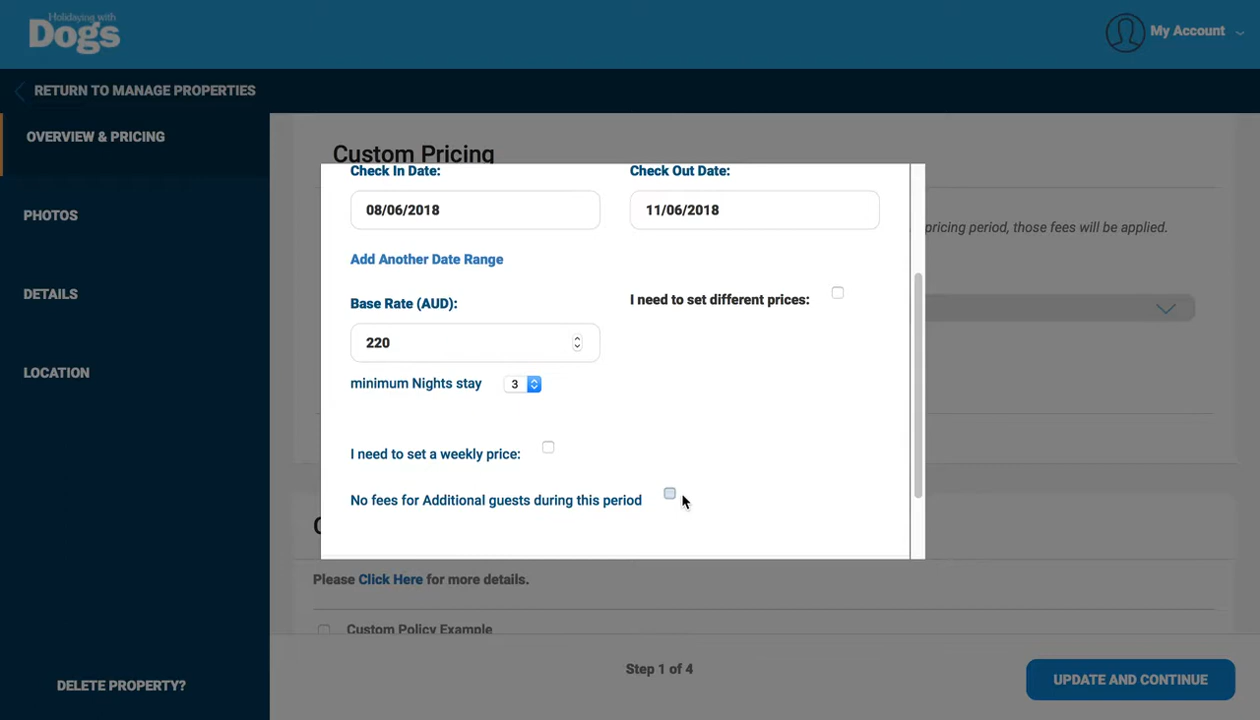 Holidaying with
Dogs
My Account
RETURN TO MANAGE PROPERTIES
OVERVIEW & PRICING
PHOTOS
DETAILS
LOCATION
DELETE PROPERTY?
Custom Pricing
pricing period, those fees will be applied.
Check In Date:
Check Out Date:
08/06/2018
11/06/2018
Add Another Date Range
Base Rate (AUD):
I need to set different prices:
220
minimum Nights stay
3
I need to set a weekly price:
No fees for Additional guests during this period
Please Click Here for more details.
Custom Policy Example
Step 1 of 4
UPDATE AND CONTINUE